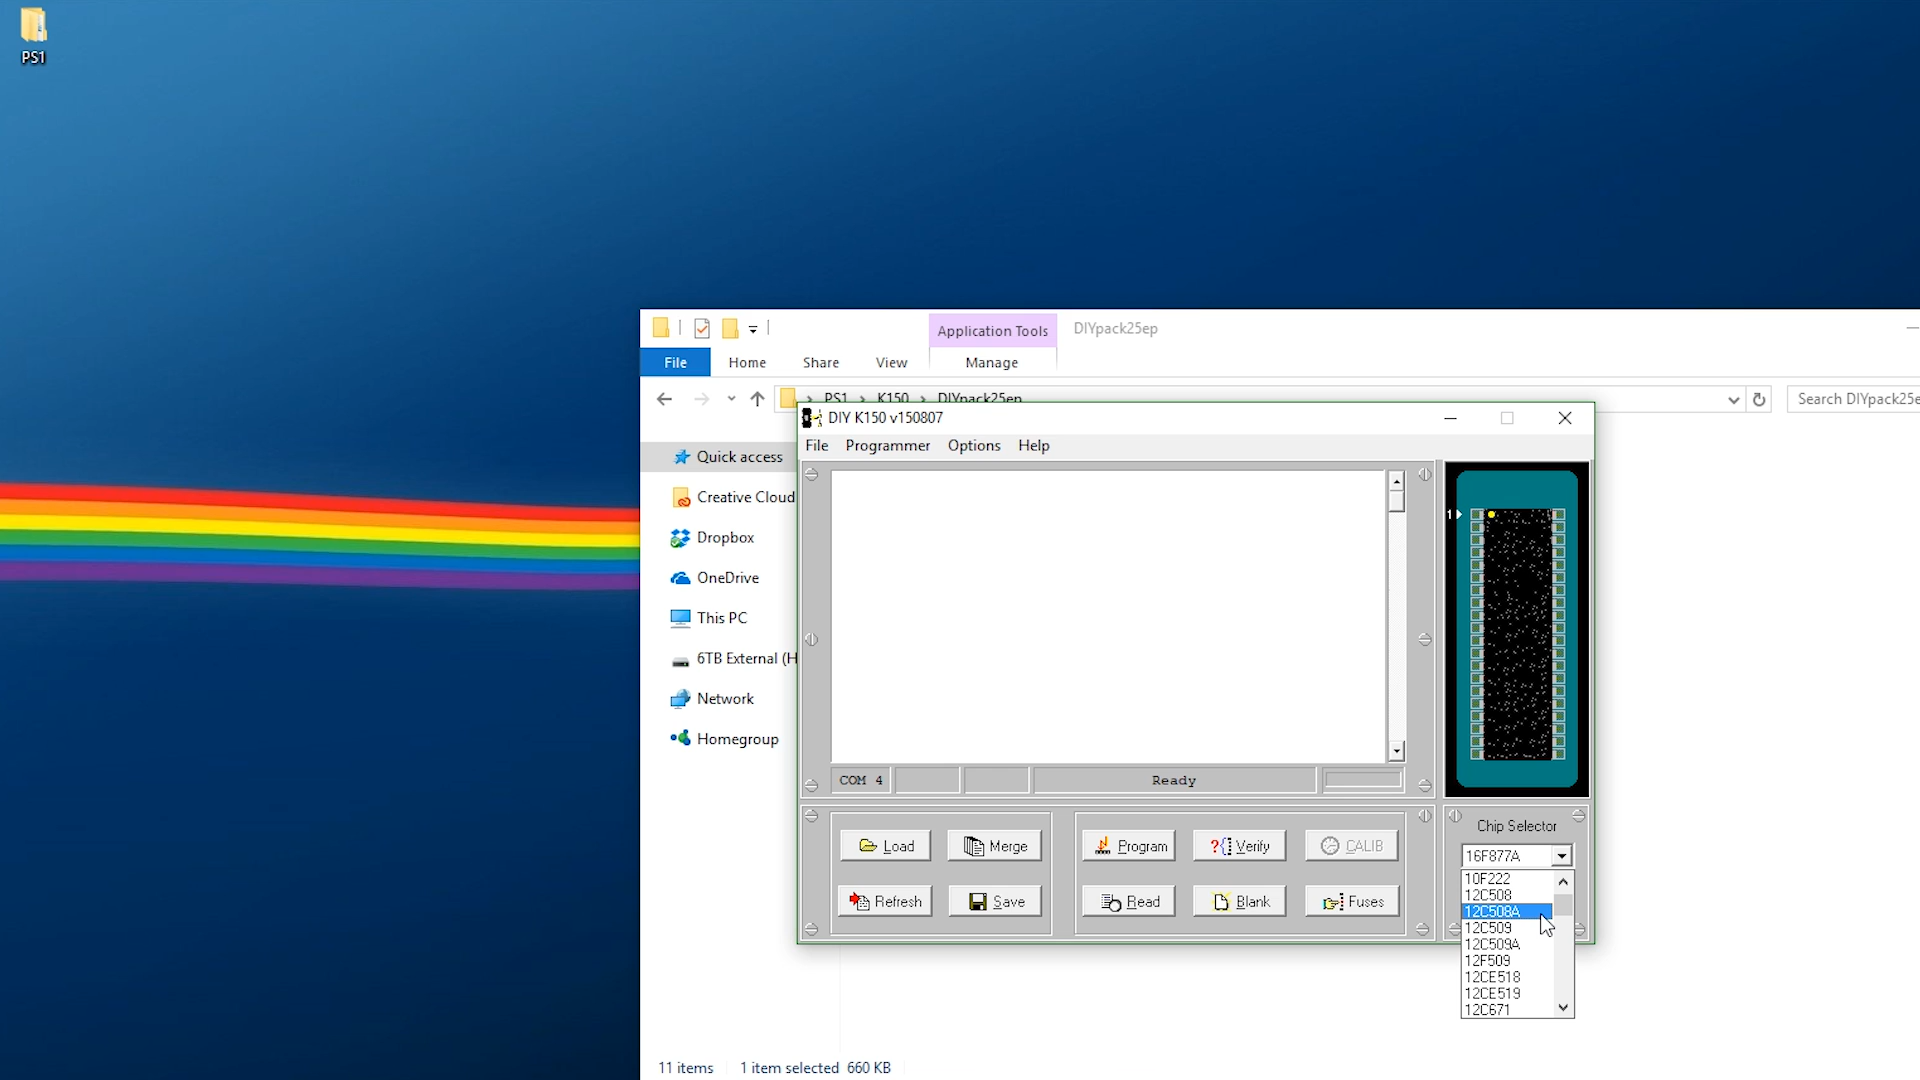 PS1
Application Tools
DIYpack25ep
File
Home
Share
View
Manage
PS1 › K150 › DIYpack25ep
Search DIYpack25e
Quick access
Creative Cloud
Dropbox
OneDrive
This PC
6TB External (H
Network
Homegroup
DIY K150 v150807
File
Programmer
Options
Help
1
COM 4
Ready
Load
Merge
Program
Verify
CALIB
Refresh
Save
Read
Blank
Fuses
Chip Selector
16F877A
10F222
12C508
12C508A
12C509
12C509A
12F509
12CE518
12CE519
12C671
11 items
1 item selected 660 KB